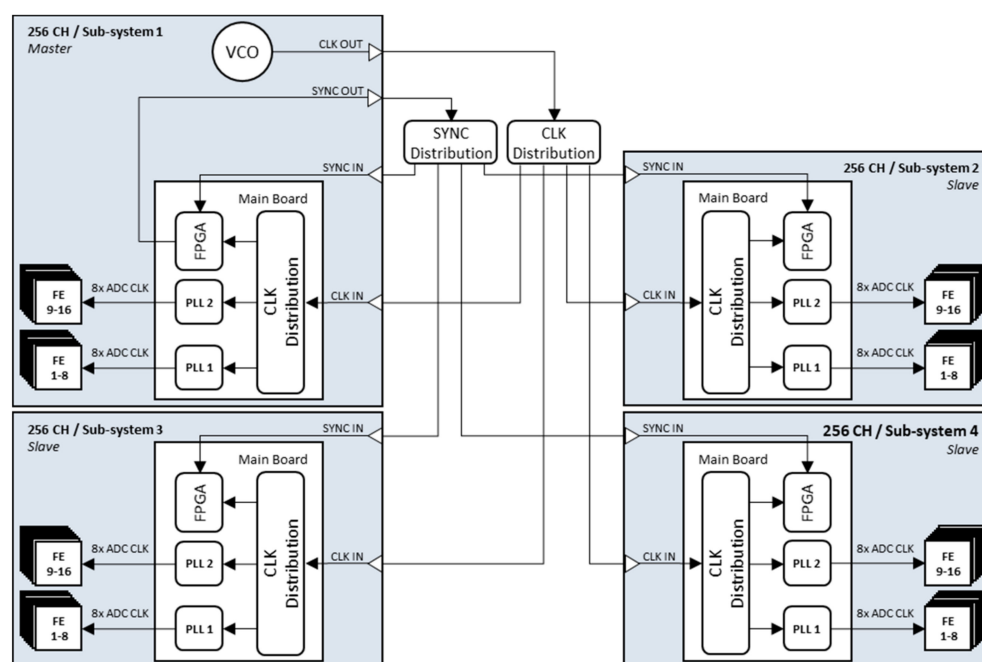 256 CH / Sub-system 1
Master
VCO
CLK OUT
SYNC OUT
SYNC IN
Main Board
FPGA
CLK
Distribution
FE
9-16
8x ADC CLK
PLL 2
CLK IN
FE
1-8
8x ADC CLK
PLL 1
SYNC
Distribution
CLK
Distribution
256 CH / Sub-system 2
Slave
SYNC IN
Main Board
CLK
Distribution
FPGA
CLK IN
PLL 2
8x ADC CLK
FE
9-16
PLL 1
8x ADC CLK
FE
1-8
256 CH / Sub-system 3
Slave
SYNC IN
Main Board
FPGA
CLK
Distribution
FE
9-16
8x ADC CLK
PLL 2
CLK IN
FE
1-8
8x ADC CLK
PLL 1
256 CH / Sub-system 4
Slave
SYNC IN
Main Board
CLK
Distribution
FPGA
CLK IN
PLL 2
8x ADC CLK
FE
9-16
PLL 1
8x ADC CLK
FE
1-8